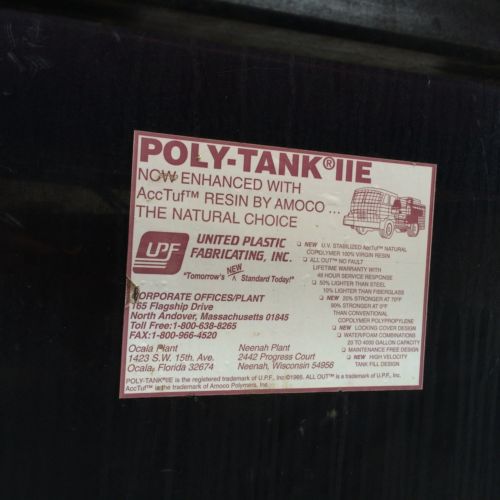 POLY-TANK®IIE
NOW ENHANCED WITH
AccTuf™ RESIN BY AMOCO ...
THE NATURAL CHOICE
UPF
UNITED PLASTIC
FABRICATING, INC.
NEW
"Tomorrow's ^ Standard Today!"
CORPORATE OFFICES/PLANT
165 Flagship Drive
North Andover, Massachusetts 01845
Toll Free:1-800-638-8265
FAX:1-800-966-4520
Ocala Plant
1423 S.W. 15th. Ave.
Ocala, Florida 32674
Neenah Plant
2442 Progress Court
Neenah, Wisconsin 54956
NEW U.V. STABILIZED AccTuf™ NATURAL
COPOLYMER 100% VIRGIN RESIN
ALL OUT™ NO FAULT
LIFETIME WARRANTY WITH
48 HOUR SERVICE RESPONSE
50% LIGHTER THAN STEEL
10% LIGHTER THAN FIBERGLASS
NEW 20% STRONGER AT 70°F
80% STRONGER AT 0°F
THAN CONVENTIONAL
COPOLYMER POLYPROPYLENE
NEW LOCKING COVER DESIGN
WATER/FOAM COMBINATIONS
20 TO 4000 GALLON CAPACITY
MAINTENANCE FREE DESIGN
NEW HIGH VELOCITY
TANK FILL DESIGN
POLY-TANK®IIE is the registered trademark of U.P.F., Inc.©1995. ALL OUT™ is a trademark of U.P.F., Inc.
AccTuf™ is the trademark of Amoco Polymers, Inc.